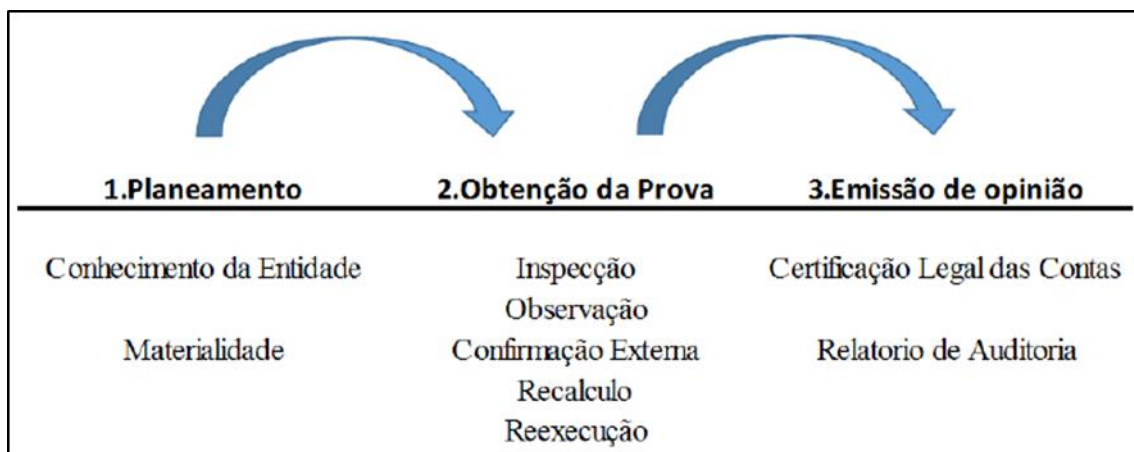 1.Planeamento 2.Obtenção da Prova 3.Emissão de opinião
Conhecimento da Entidade Inspecção Certificação Legal das Contas
Observação
Materialidade Confirmação Externa Relatorio de Auditoria
Recalculo
Reexecução